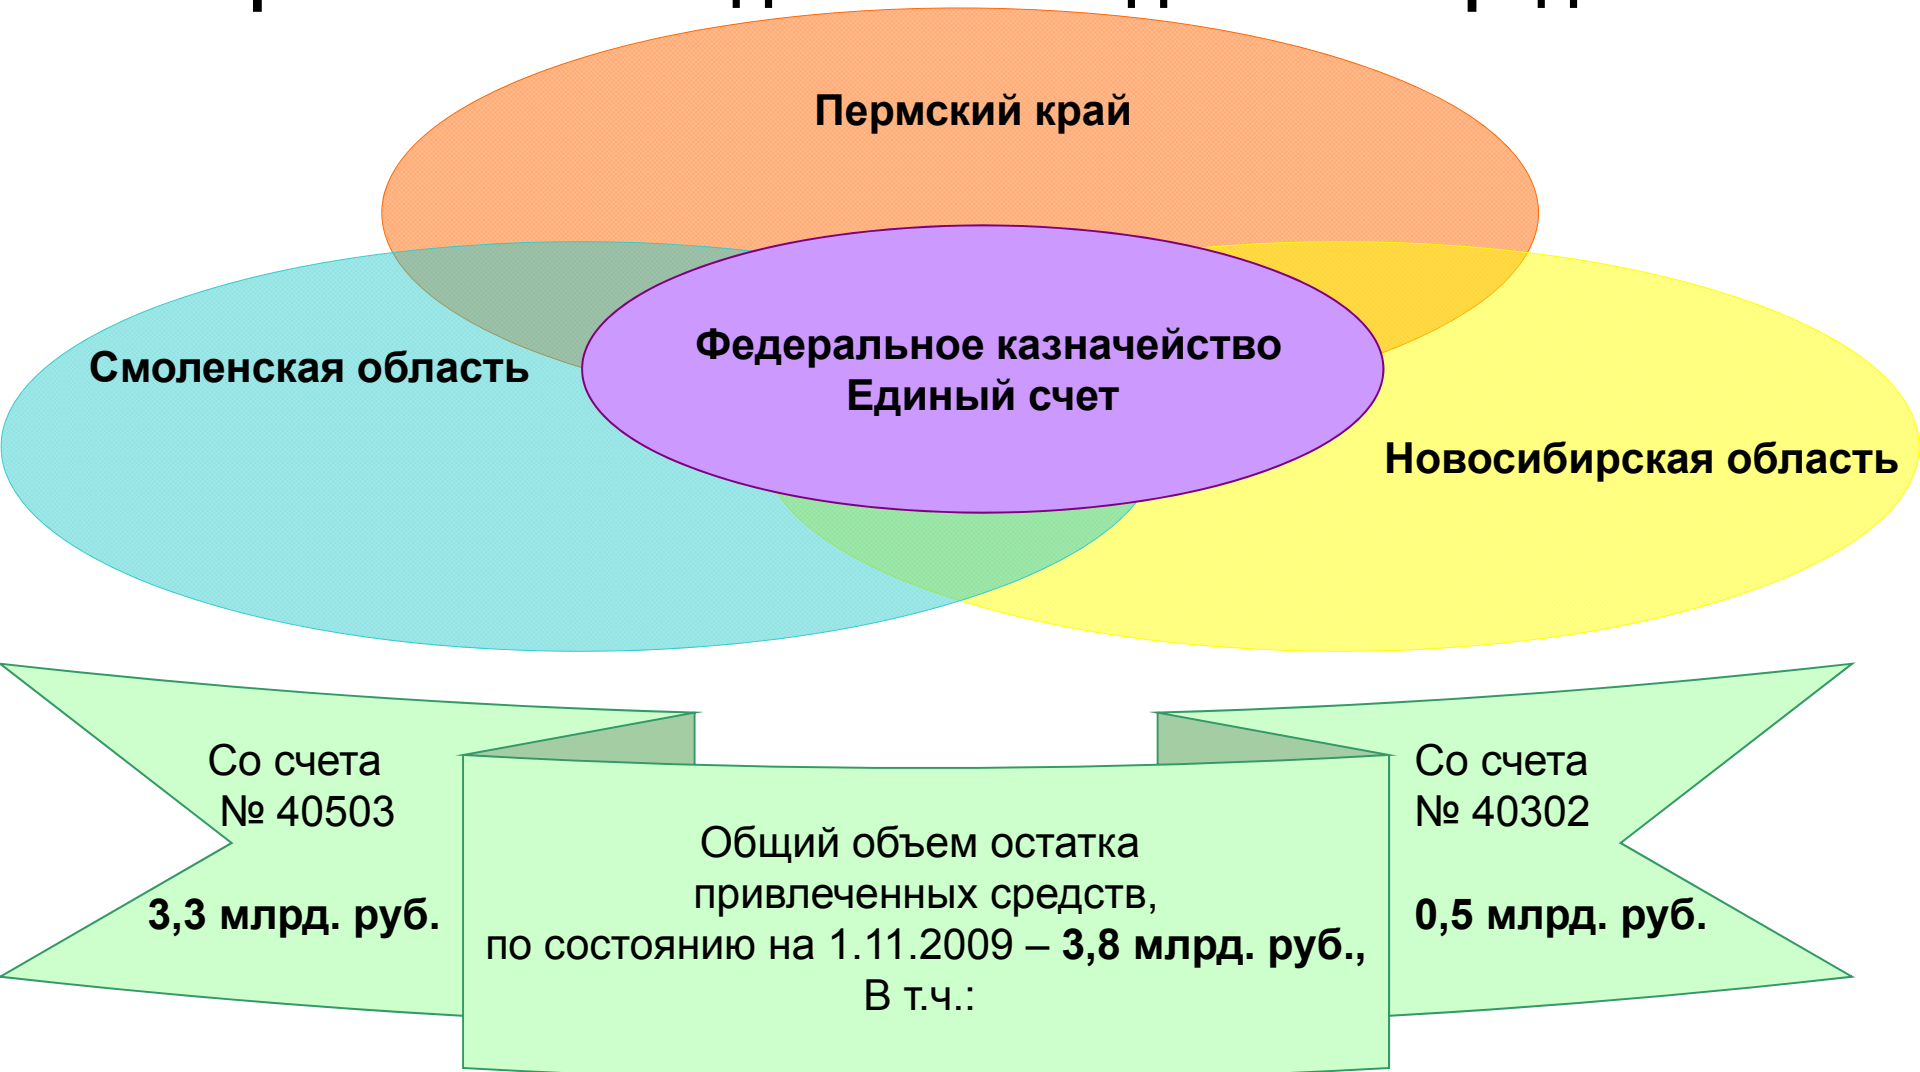 Пермский край
Смоленская область
Федеральное казначейство
Единый счет
Новосибирская область
Со счета
№ 40503
3,3 млрд. руб.
Общий объем остатка
привлеченных средств,
по состоянию на 1.11.2009 – 3,8 млрд. руб.,
В т.ч.:
Со счета
№ 40302
0,5 млрд. руб.